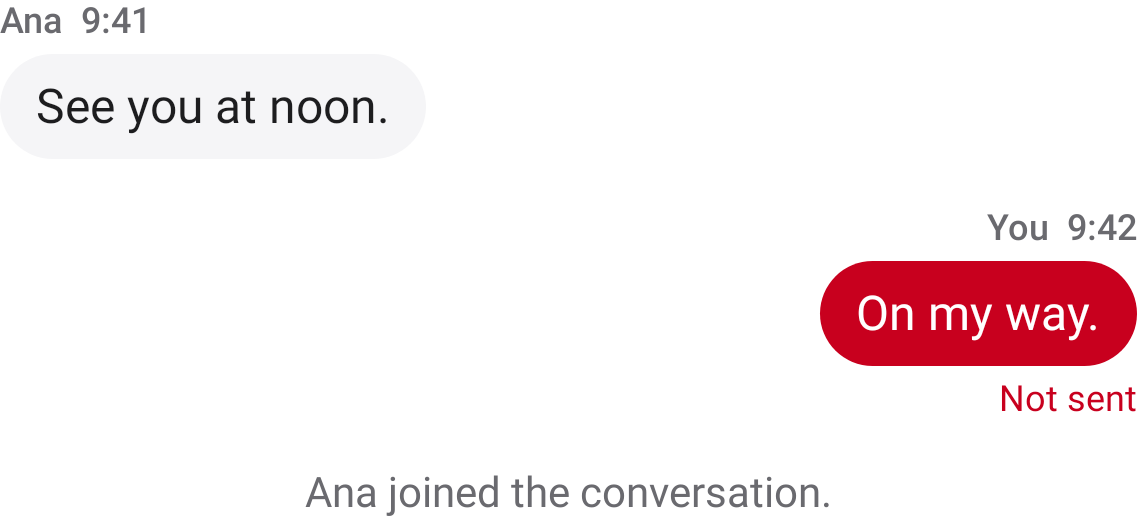 Ana 9:41
See you at noon.
You 9:42
On my way.
Not sent
Ana joined the conversation.